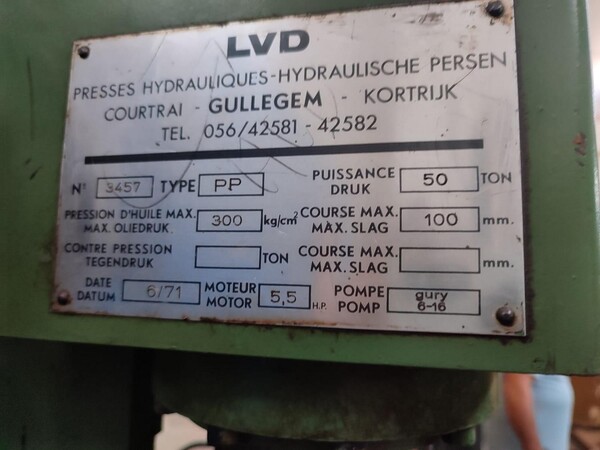 LVD
PRESSES HYDRAULIQUES-HYDRAULISCHE PERSEN
COURTRAI - GULLEGEM - KORTRIJK
TEL. 056/42581 - 42582
N° 3457 TYPE PP PUISSANCE DRUK 50 TON
PRESSION D'HUILE MAX. MAX. OLIEDRUK 300 kg/cm² COURSE MAX. MAX. SLAG 100 mm.
CONTRE PRESSION TEGENDRUK TON COURSE MAX. MAX. SLAG mm.
DATE DATUM 6/71 MOTEUR MOTOR 5,5 H.P. POMPE POMP gury 6-16